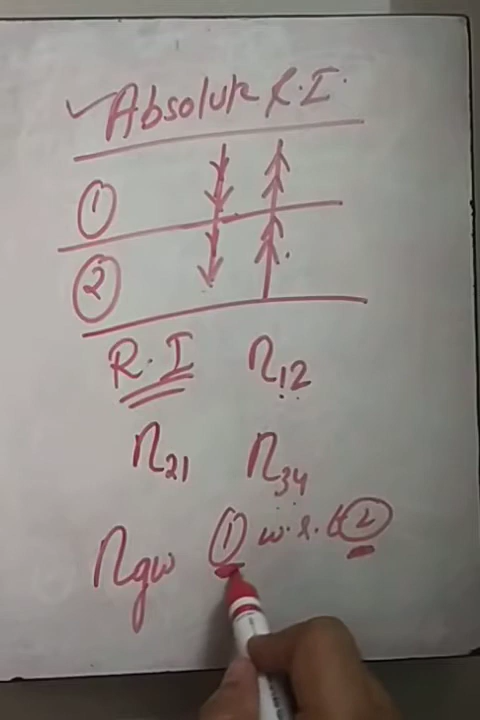 Absolute R.I.
1
2
R.I n12
n21 n34
ngw 1 w.r.t 2